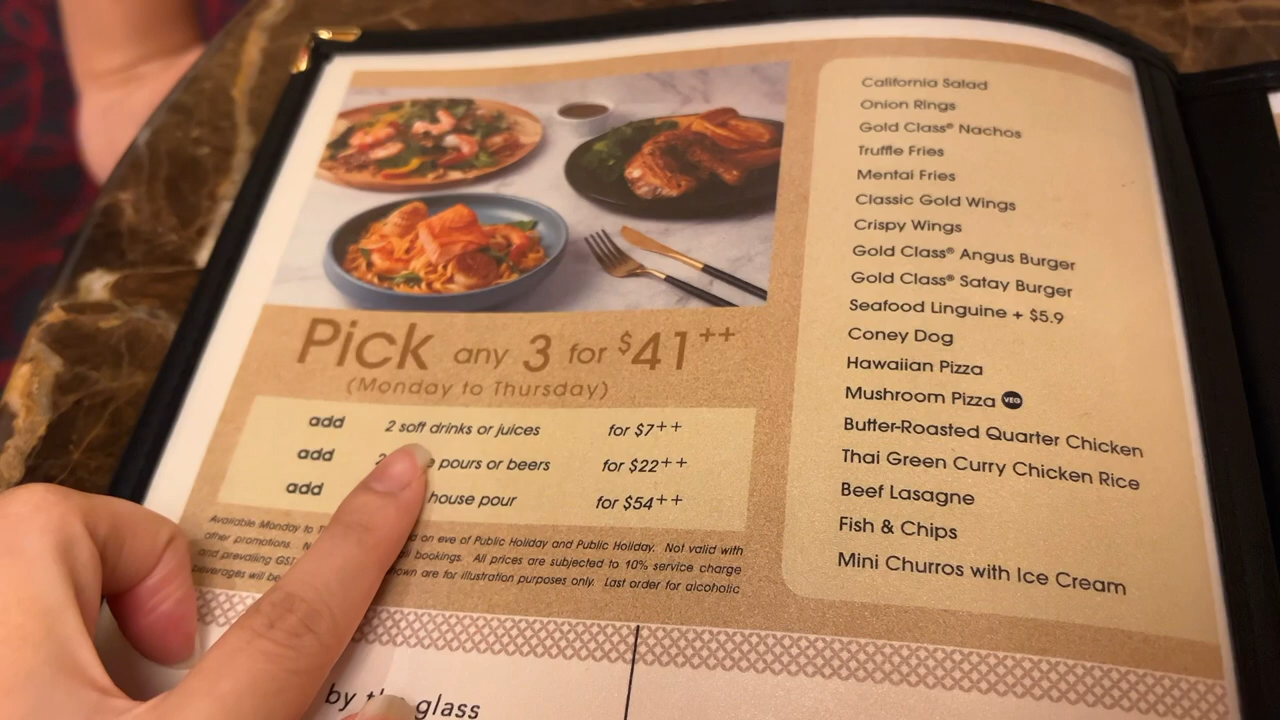 Pick any 3 for $41++
(Monday to Thursday)
add 2 soft drinks or juices for $7++
add pours or beers for $22++
add house pour for $54++
Available Monday to on eve of Public Holiday and Public Holiday. Not valid with
other promotions. bookings. All prices are subjected to 10% service charge
and prevailing are for illustration purposes only. Last order for alcoholic
beverages will be
California Salad
Onion Rings
Gold Class® Nachos
Truffle Fries
Mentai Fries
Classic Gold Wings
Crispy Wings
Gold Class® Angus Burger
Gold Class® Satay Burger
Seafood Linguine + $5.9
Coney Dog
Hawaiian Pizza
Mushroom Pizza VEG
Butter-Roasted Quarter Chicken
Thai Green Curry Chicken Rice
Beef Lasagne
Fish & Chips
Mini Churros with Ice Cream
by the glass